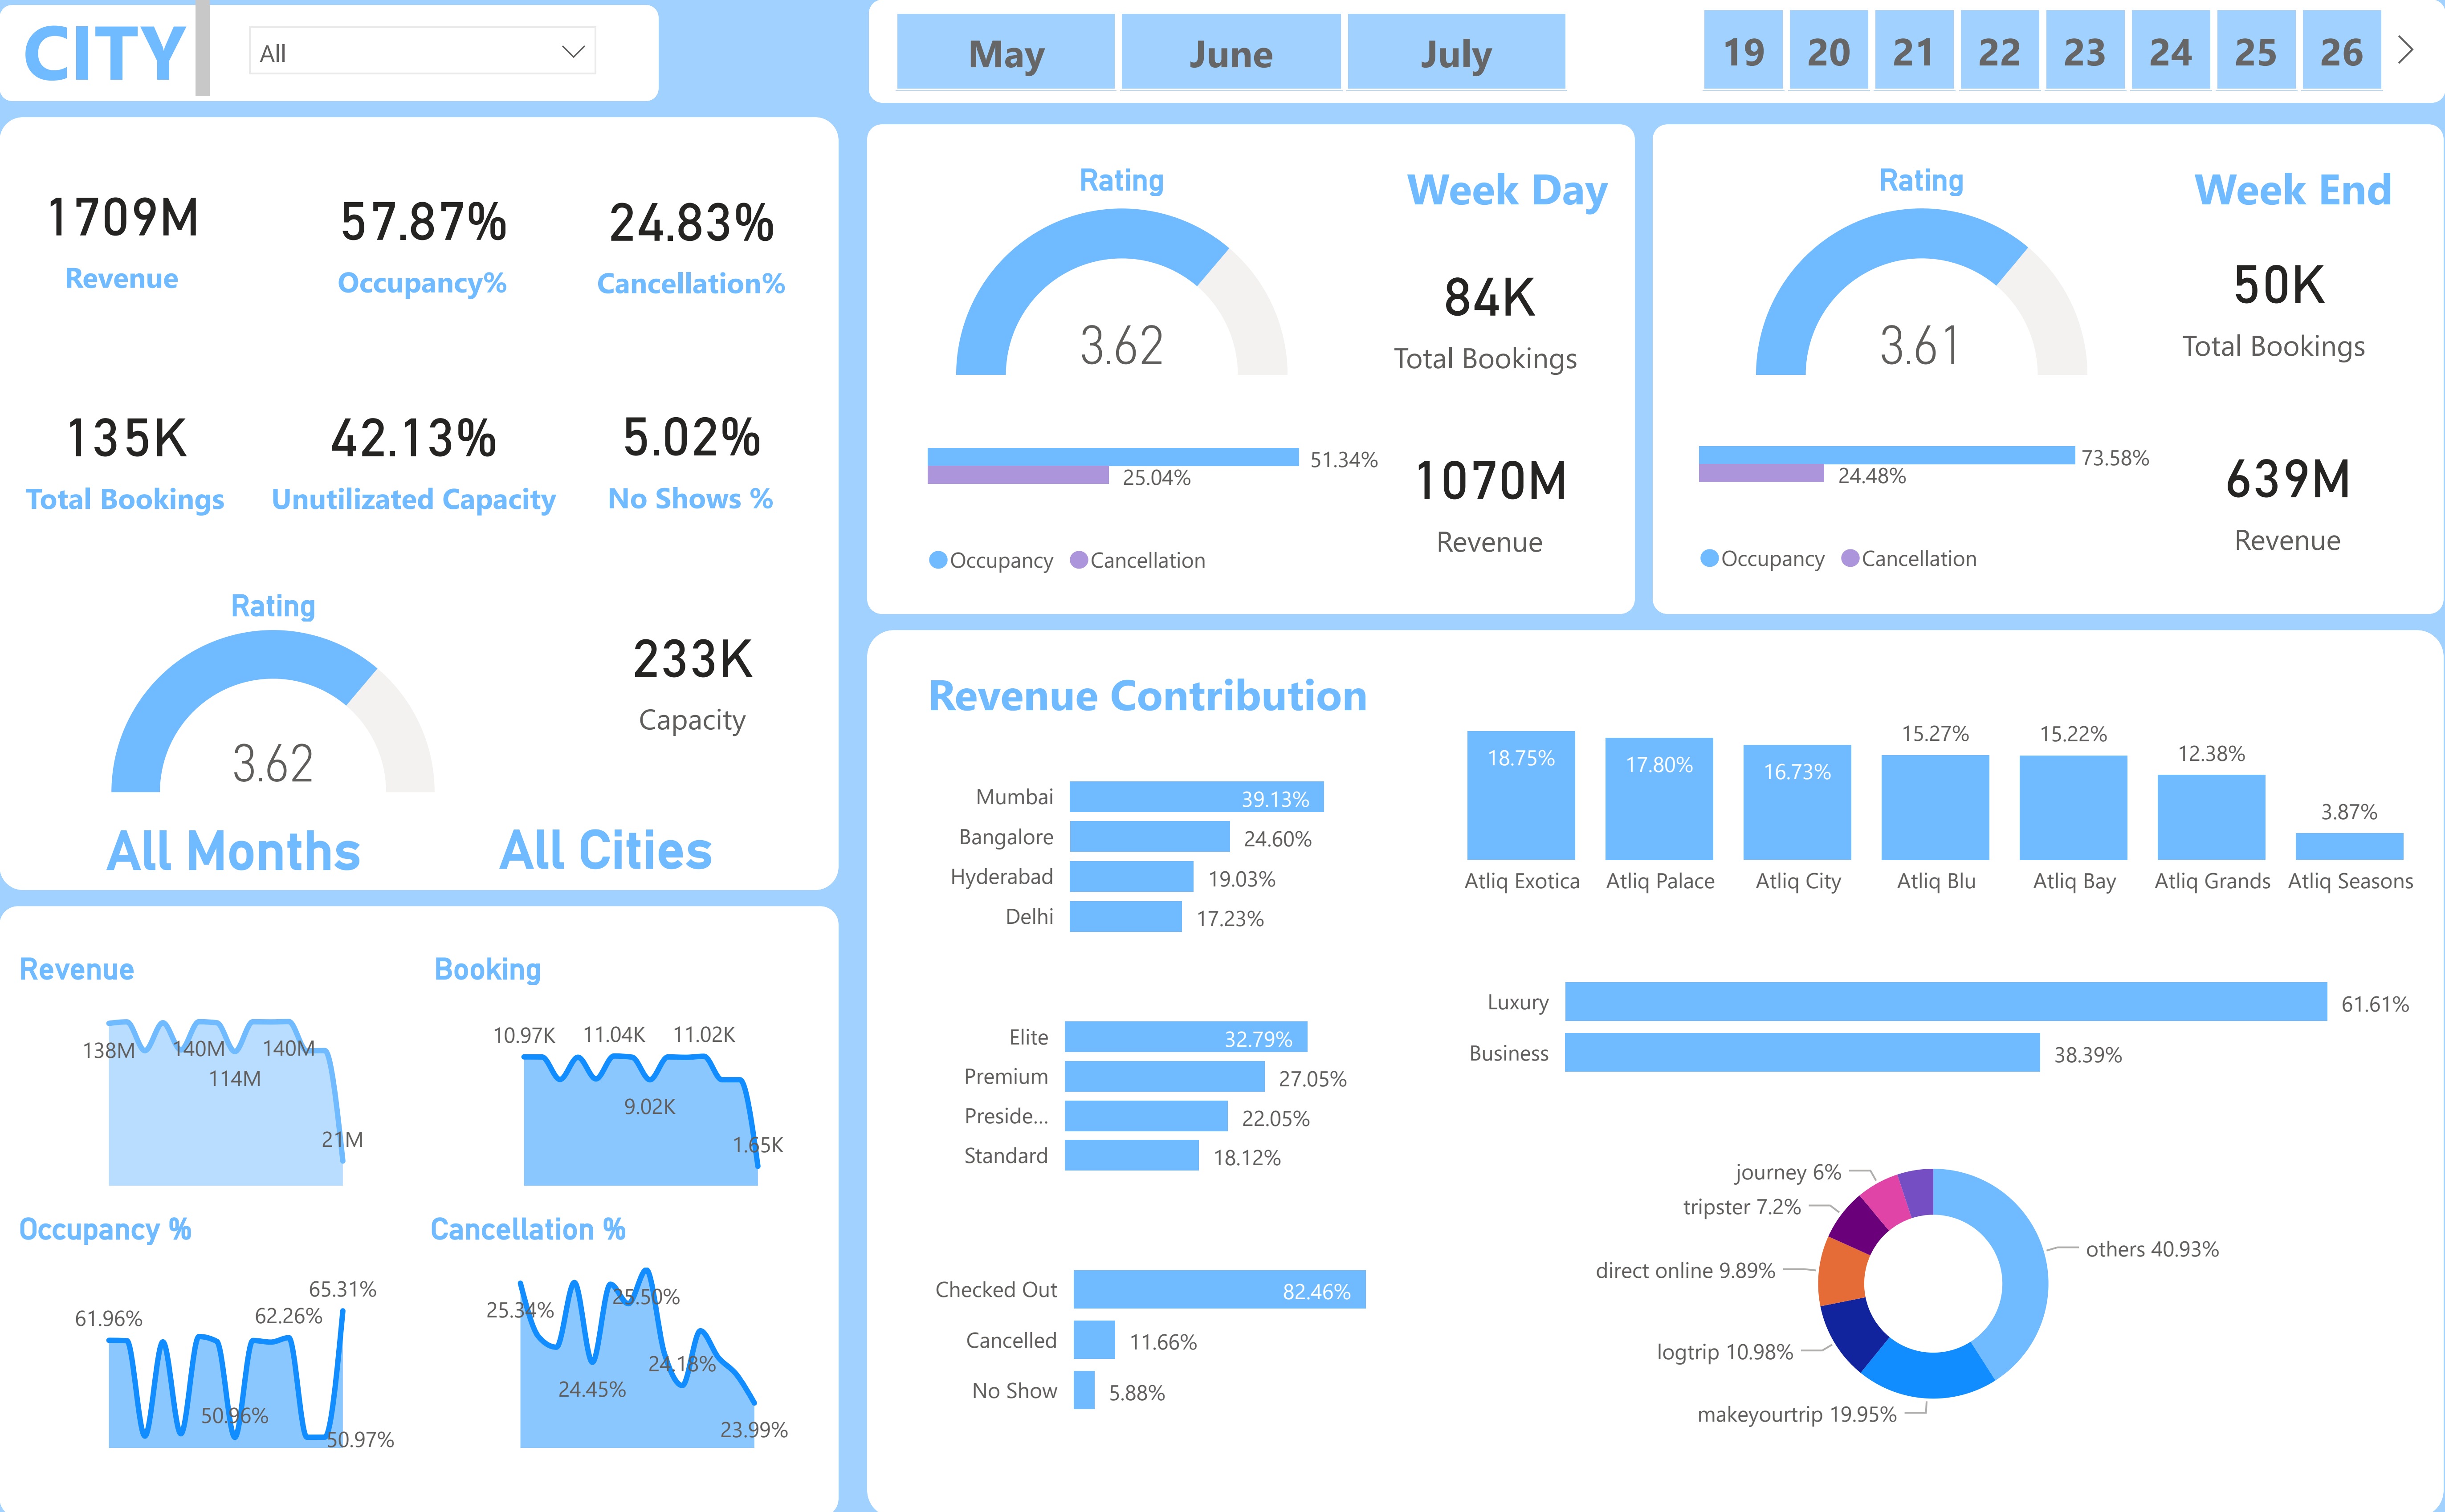 CITY
All
May June July
19 20 21 22 23 24 25 26
1709M
Revenue
57.87%
Occupancy%
24.83%
Cancellation%
135K
Total Bookings
42.13%
Unutilizated Capacity
5.02%
No Shows %
Rating
3.62
233K
Capacity
All Months
All Cities
Rating
3.62
Week Day
84K
Total Bookings
51.34%
25.04%
1070M
Revenue
Occupancy Cancellation
Rating
3.61
Week End
50K
Total Bookings
73.58%
24.48%
639M
Revenue
Occupancy Cancellation
Revenue
138M 140M 140M
114M
21M
Booking
10.97K 11.04K 11.02K
9.02K
1.65K
Occupancy %
65.31%
61.96% 62.26%
50.96%
50.97%
Cancellation %
25.34% 25.50%
24.18%
24.45%
23.99%
Revenue Contribution
Mumbai 39.13%
Bangalore 24.60%
Hyderabad 19.03%
Delhi 17.23%
18.75% 17.80% 16.73% 15.27% 15.22% 12.38% 3.87%
Atliq Exotica Atliq Palace Atliq City Atliq Blu Atliq Bay Atliq Grands Atliq Seasons
Elite 32.79%
Premium 27.05%
Preside... 22.05%
Standard 18.12%
Luxury 61.61%
Business 38.39%
Checked Out 82.46%
Cancelled 11.66%
No Show 5.88%
journey 6%
tripster 7.2%
others 40.93%
direct online 9.89%
logtrip 10.98%
makeyourtrip 19.95%